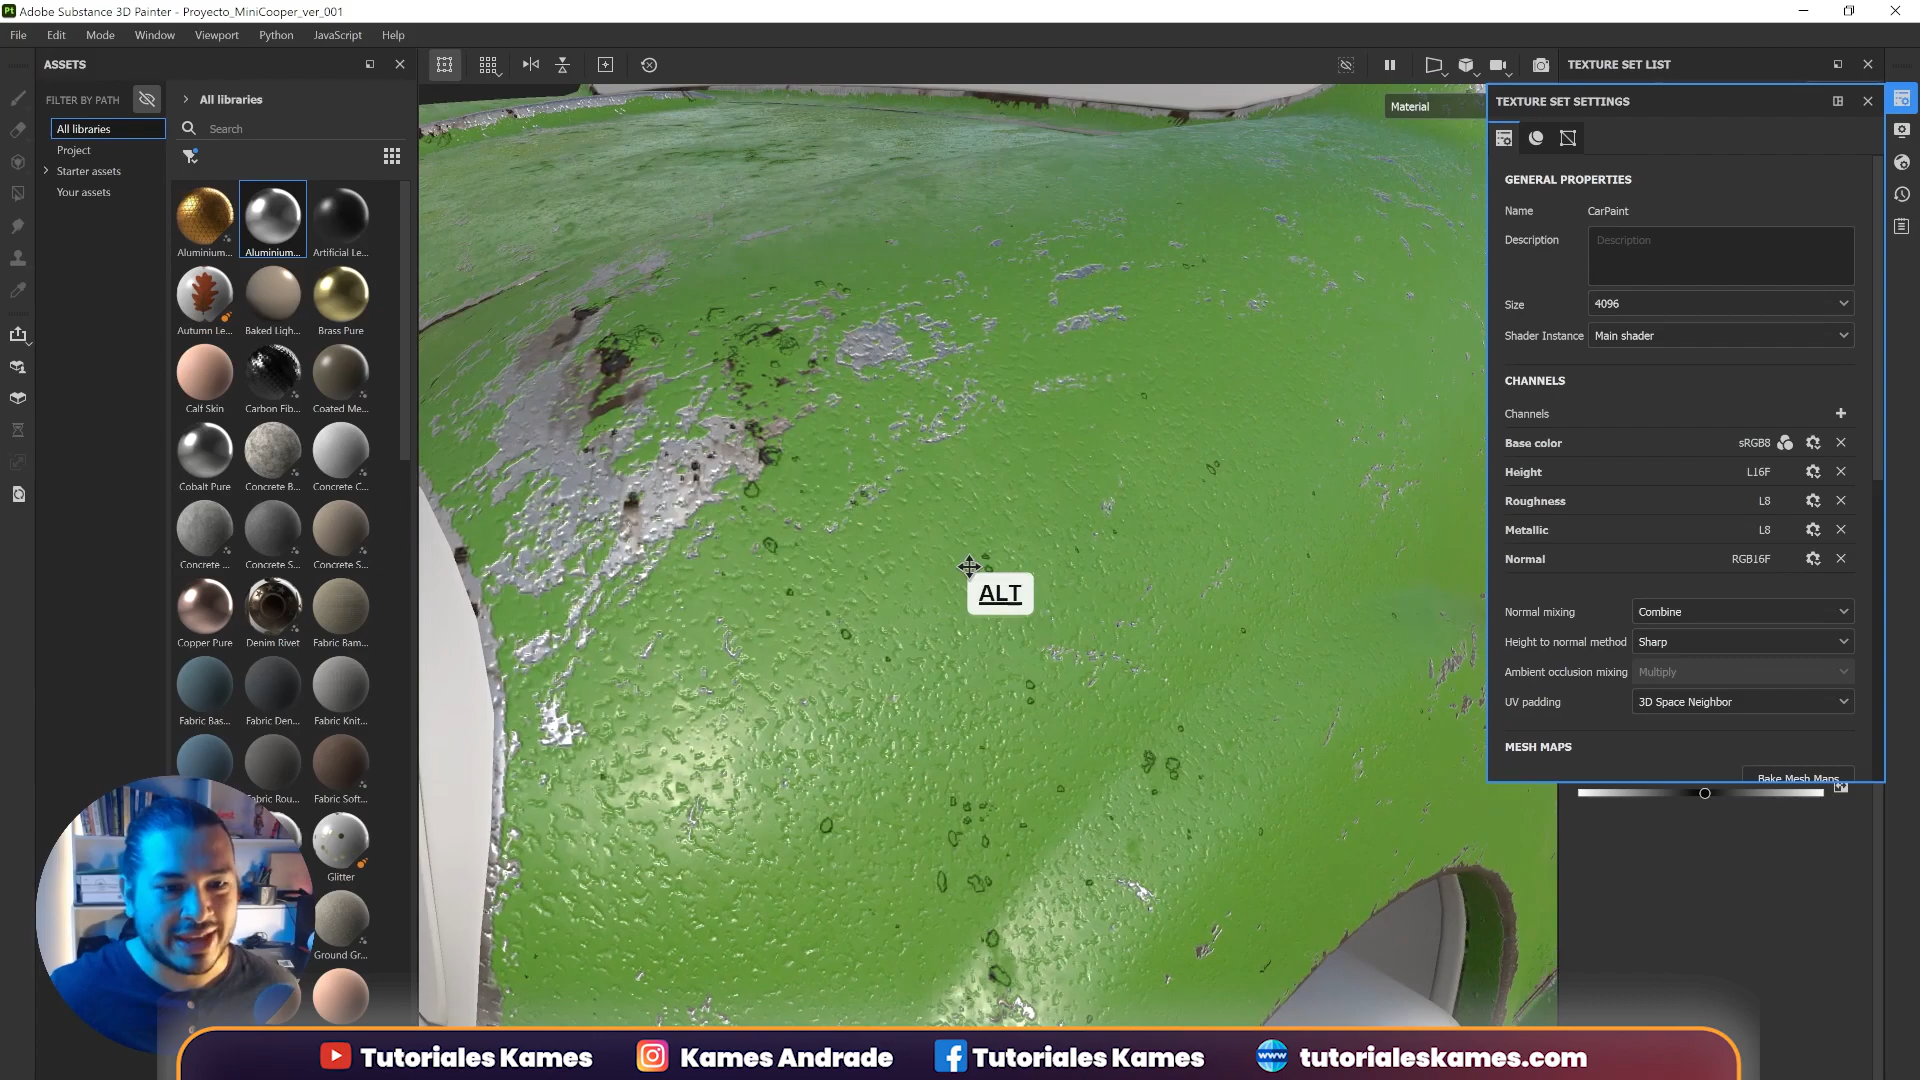 Adobe Substance 3D Painter - Proyecto_MiniCooper_ver_001
File Edit Mode Window Viewport Python JavaScript Help
ASSETS
FILTER BY PATH
All libraries
Project
Starter assets
Your assets
All libraries
Search
Aluminium... Aluminium... Artificial Le...
Autumn Le... Baked Ligh... Brass Pure
Calf Skin Carbon Fib... Coated Me...
Cobalt Pure Concrete B... Concrete C...
Concrete ... Concrete S... Concrete S...
Copper Pure Denim Rivet Fabric Bam...
Fabric Bas... Fabric Den... Fabric Knit...
Fabric Rou... Fabric Soft...
Glitter
Ground Gr...
Material
ALT
TEXTURE SET LIST
TEXTURE SET SETTINGS
GENERAL PROPERTIES
Name CarPaint
Description Description
Size 4096
Shader Instance Main shader
CHANNELS
Channels
Base color sRGB8
Height L16F
Roughness L8
Metallic L8
Normal RGB16F
Normal mixing Combine
Height to normal method Sharp
Ambient occlusion mixing Multiply
UV padding 3D Space Neighbor
MESH MAPS
Bake Mesh Maps
Tutoriales Kames Kames Andrade Tutoriales Kames tutorialeskames.com